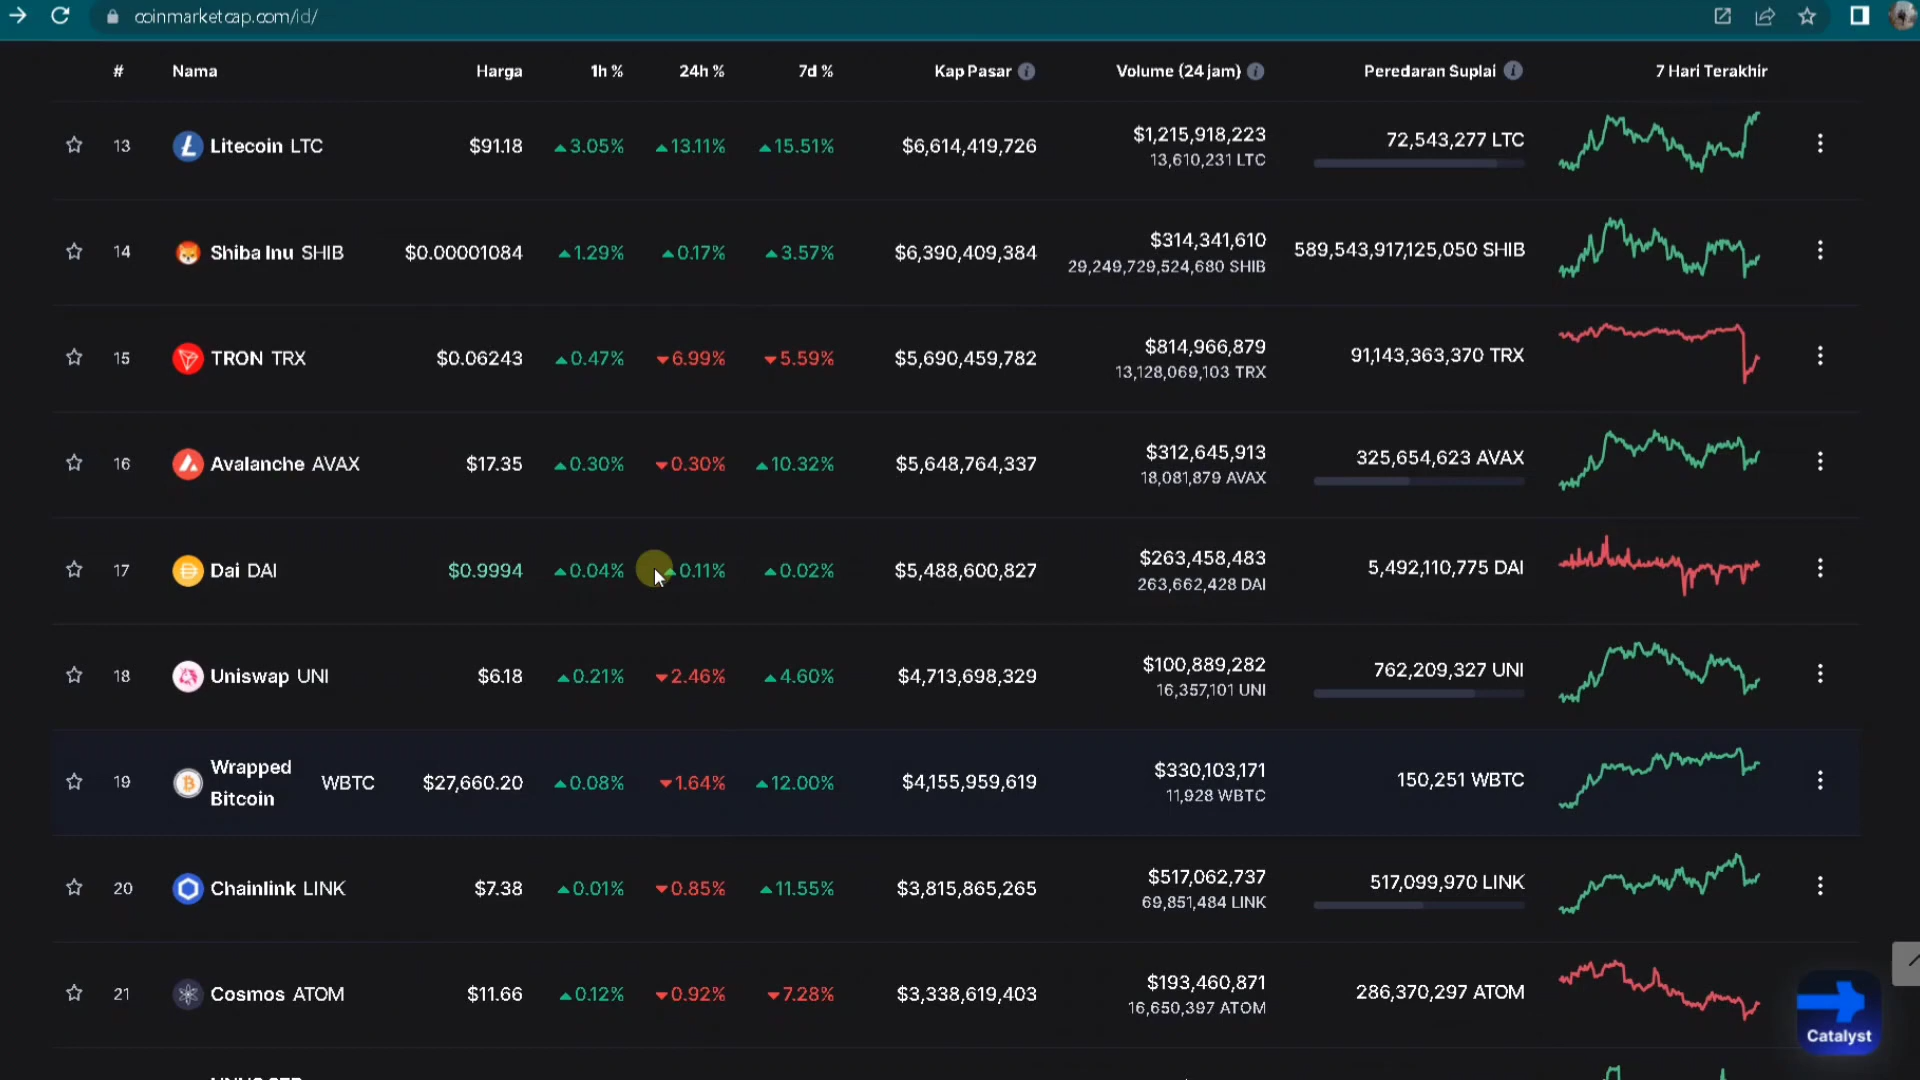 coinmarketcap.com/id/
# Nama Harga 1h % 24h % 7d % Kap Pasar Volume (24 jam) Peredaran Suplai 7 Hari Terakhir
13 Litecoin LTC $91.18 3.05% 13.11% 15.51% $6,614,419,726 $1,215,918,223 72,543,277 LTC
13,610,231 LTC
14 Shiba Inu SHIB $0.00001084 1.29% 0.17% 3.57% $6,390,409,384 $314,341,610 589,543,917,125,050 SHIB
29,249,729,524,680 SHIB
15 TRON TRX $0.06243 0.47% 6.99% 5.59% $5,690,459,782 $814,966,879 91,143,363,370 TRX
13,128,069,103 TRX
16 Avalanche AVAX $17.35 0.30% 0.30% 10.32% $5,648,764,337 $312,645,913 325,654,623 AVAX
18,081,879 AVAX
17 Dai DAI $0.9994 0.04% 0.11% 0.02% $5,488,600,827 $263,458,483 5,492,110,775 DAI
263,662,428 DAI
18 Uniswap UNI $6.18 0.21% 2.46% 4.60% $4,713,698,329 $100,889,282 762,209,327 UNI
16,357,101 UNI
19 Wrapped Bitcoin WBTC $27,660.20 0.08% 1.64% 12.00% $4,155,959,619 $330,103,171 150,251 WBTC
11,928 WBTC
20 Chainlink LINK $7.38 0.01% 0.85% 11.55% $3,815,865,265 $517,062,737 517,099,970 LINK
69,851,484 LINK
21 Cosmos ATOM $11.66 0.12% 0.92% 7.28% $3,338,619,403 $193,460,871 286,370,297 ATOM
16,650,397 ATOM
Catalyst